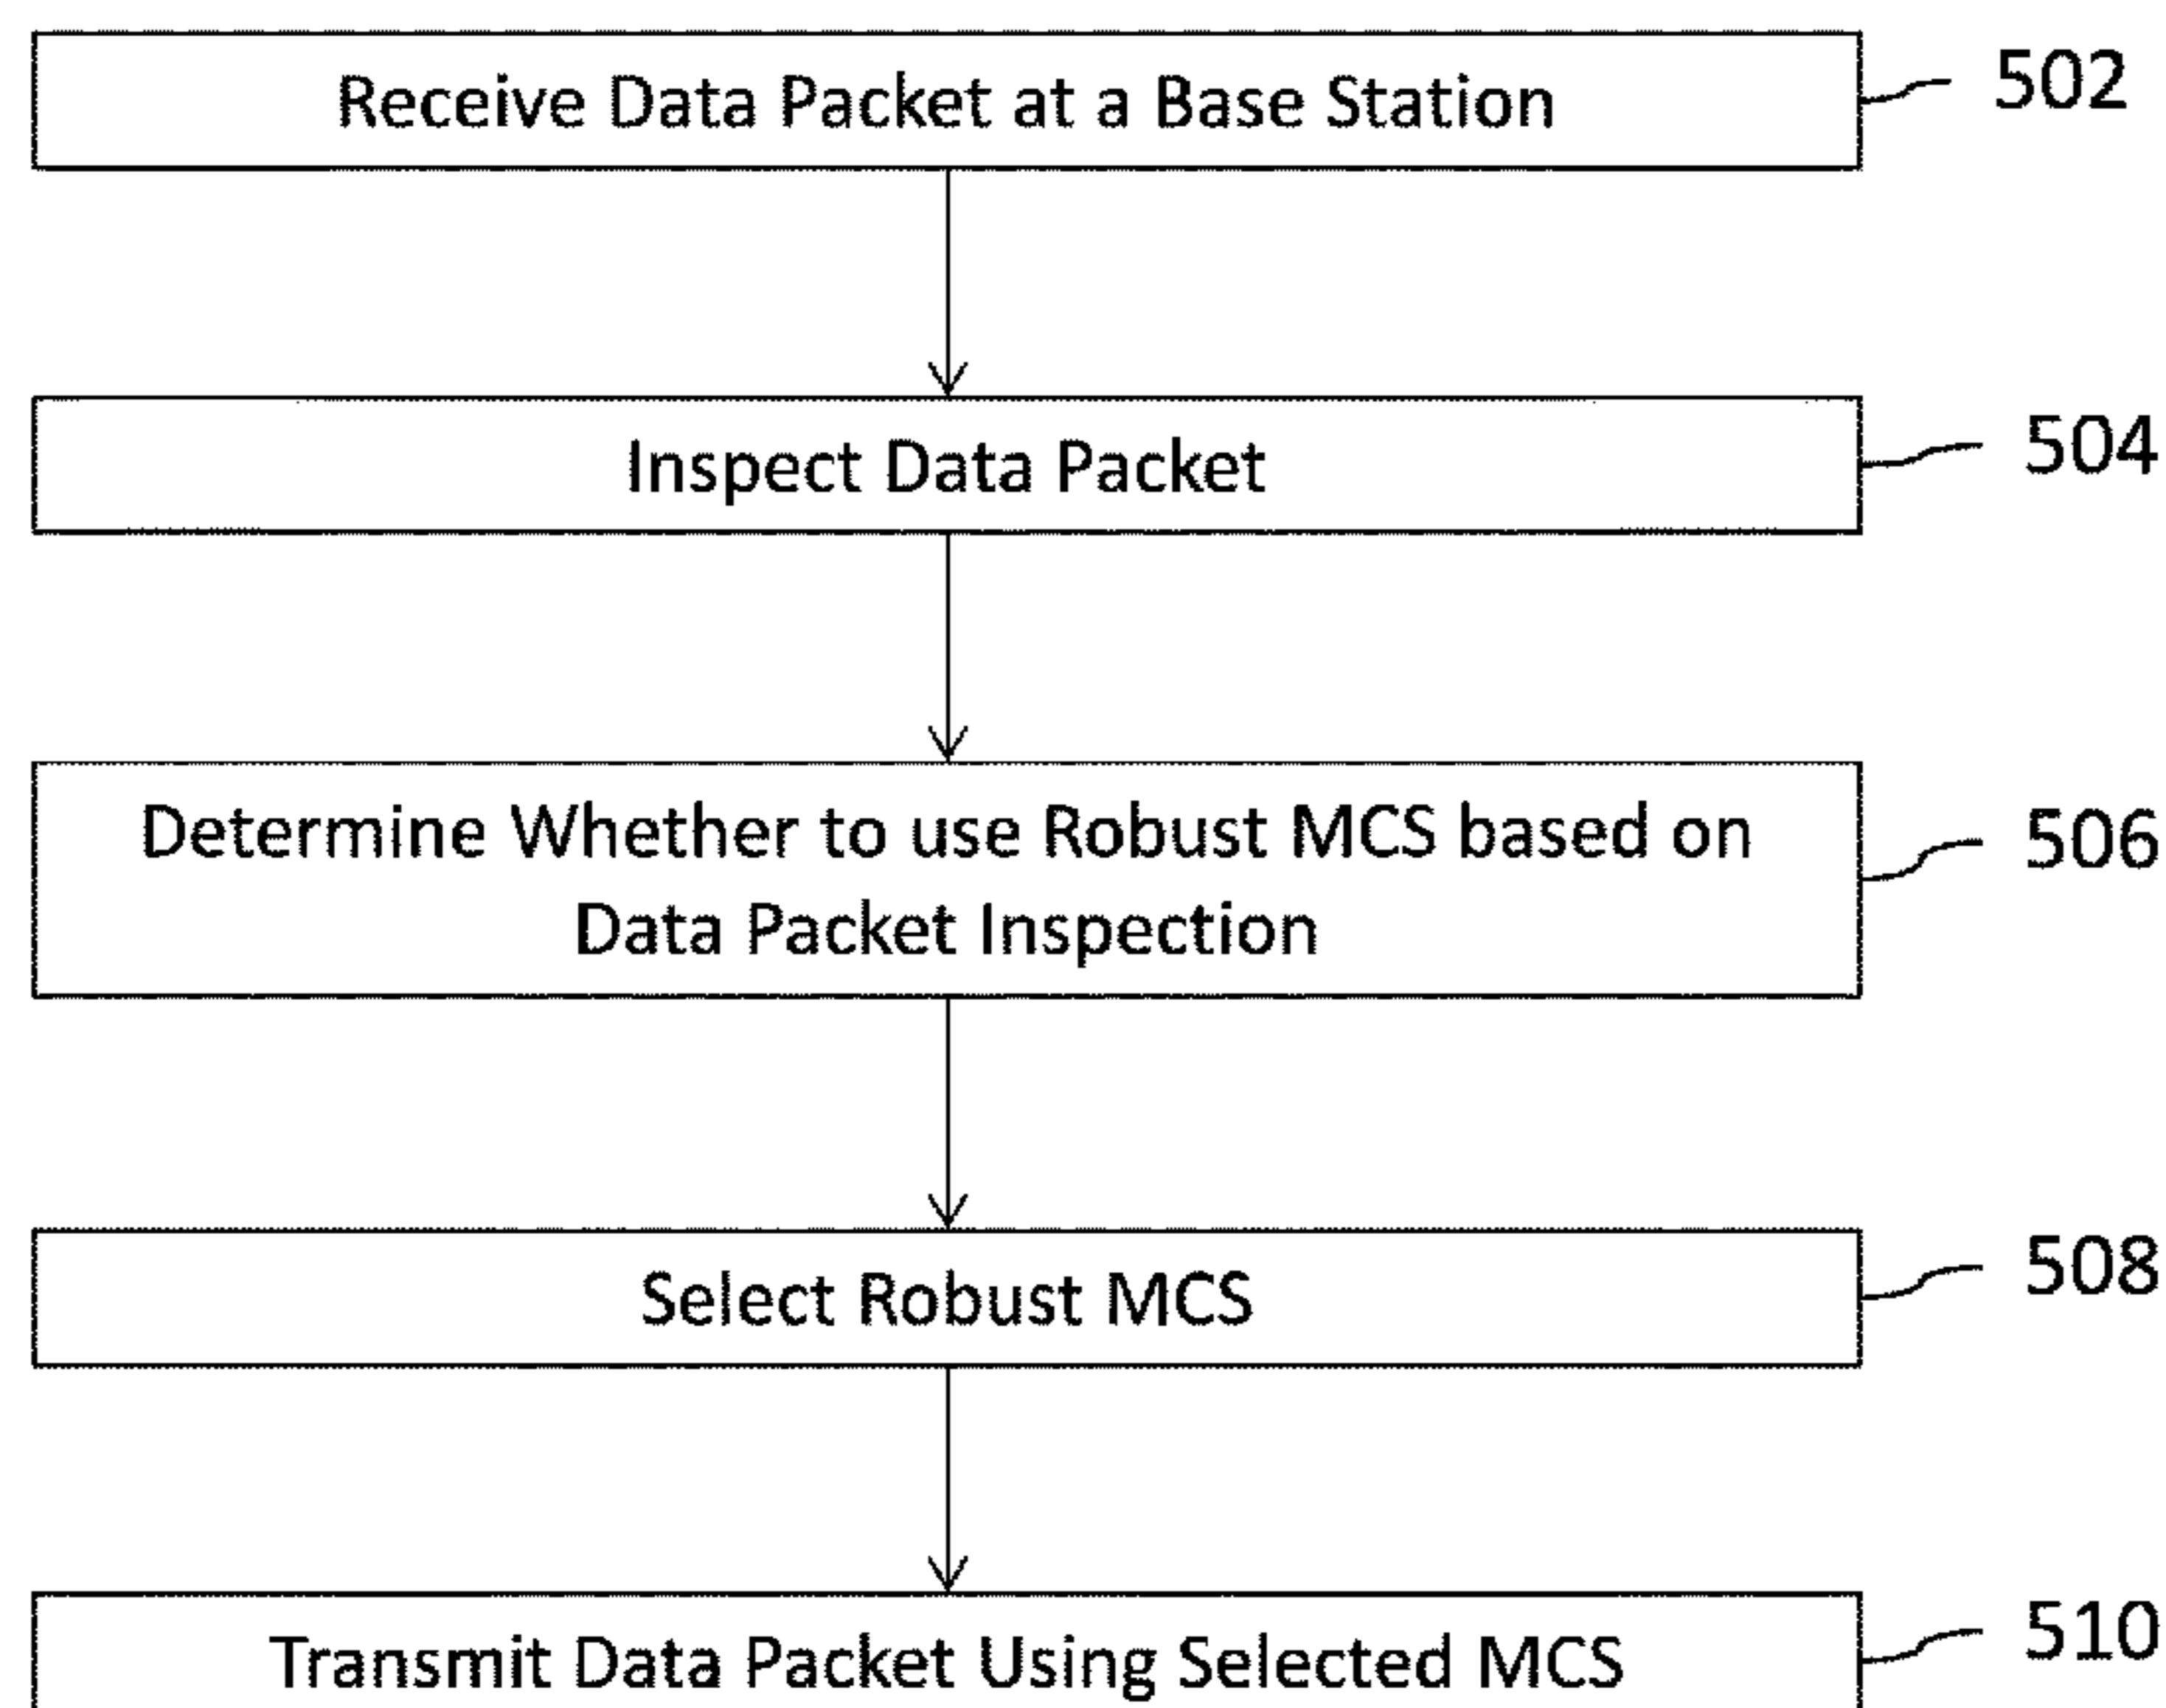 Receive Data Packet at a Base Station
502
Inspect Data Packet
504
Determine Whether to use Robust MCS based on
Data Packet Inspection
506
Select Robust MCS
508
Transmit Data Packet Using Selected MCS
510